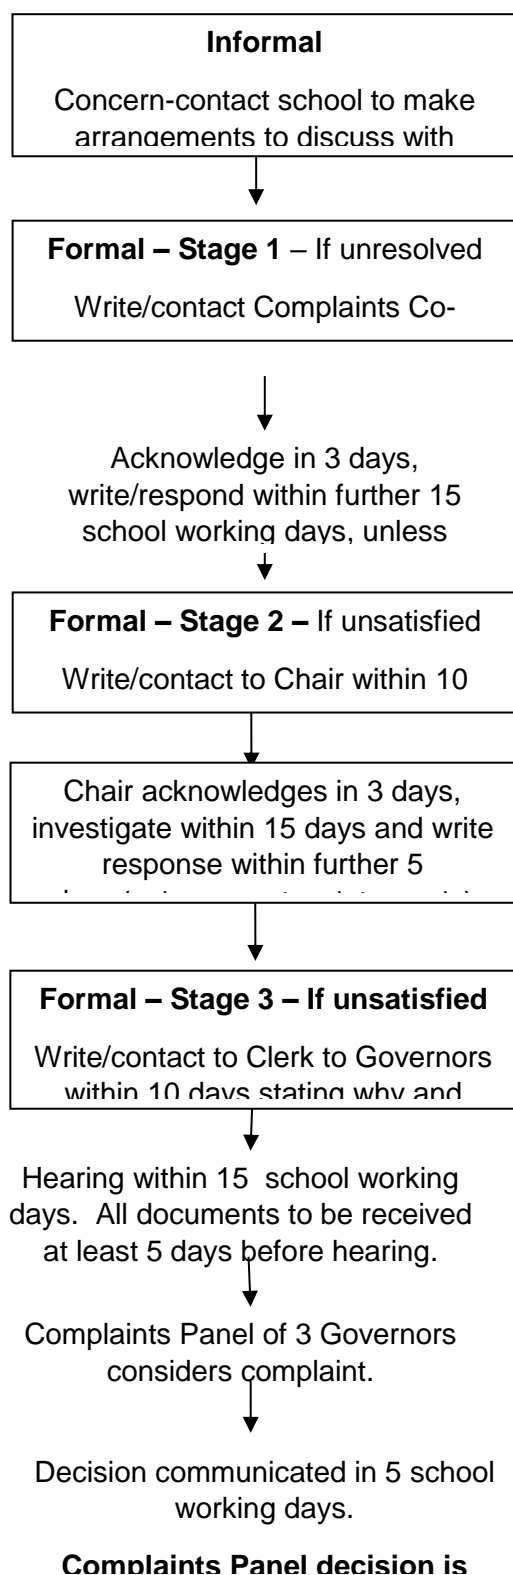 Informal
Concern-contact school to make
arrangements to discuss with
Formal – Stage 1 – If unresolved
Write/contact Complaints Co-
Acknowledge in 3 days,
write/respond within further 15
school working days, unless
Formal – Stage 2 – If unsatisfied
Write/contact to Chair within 10
Chair acknowledges in 3 days,
investigate within 15 days and write
response within further 5
Formal – Stage 3 – If unsatisfied
Write/contact to Clerk to Governors
within 10 days stating why and
Hearing within 15 school working
days. All documents to be received
at least 5 days before hearing.
Complaints Panel of 3 Governors
considers complaint.
Decision communicated in 5 school
working days.
Complaints Panel decision is